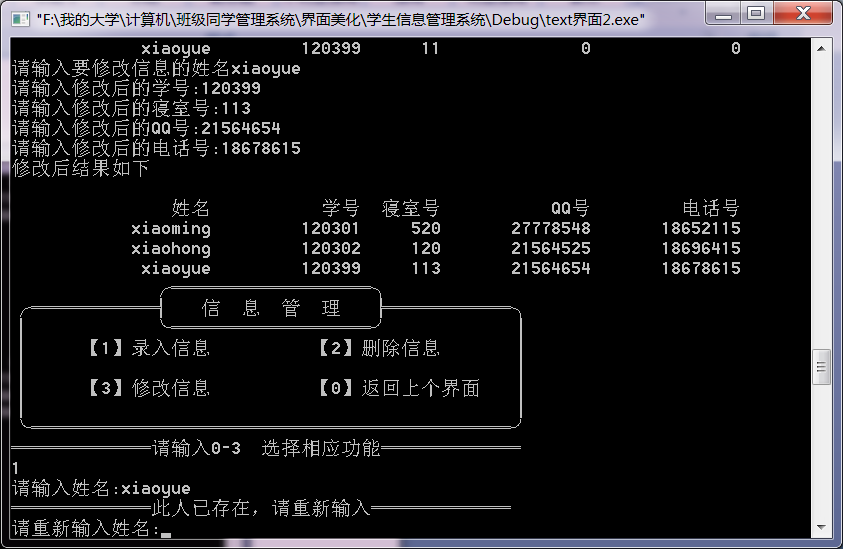 "F:\我的大学\计算机\班级同学管理系统\界面美化\学生信息管理系统\Debug\text界面2.exe"
xiaoyue 120399 11 0 0
请输入要修改信息的姓名xiaoyue
请输入修改后的学号:120399
请输入修改后的寝室号:113
请输入修改后的QQ号:21564654
请输入修改后的电话号:18678615
修改后结果如下
姓名 学号 寝室号 QQ号 电话号
xiaoming 120301 520 27778548 18652115
xiaohong 120302 120 21564525 18696415
xiaoyue 120399 113 21564654 18678615
信 息 管 理
【1】录入信息 【2】删除信息
【3】修改信息 【0】返回上个界面
请输入0-3 选择相应功能
1
请输入姓名:xiaoyue
此人已存在，请重新输入
请重新输入姓名:_